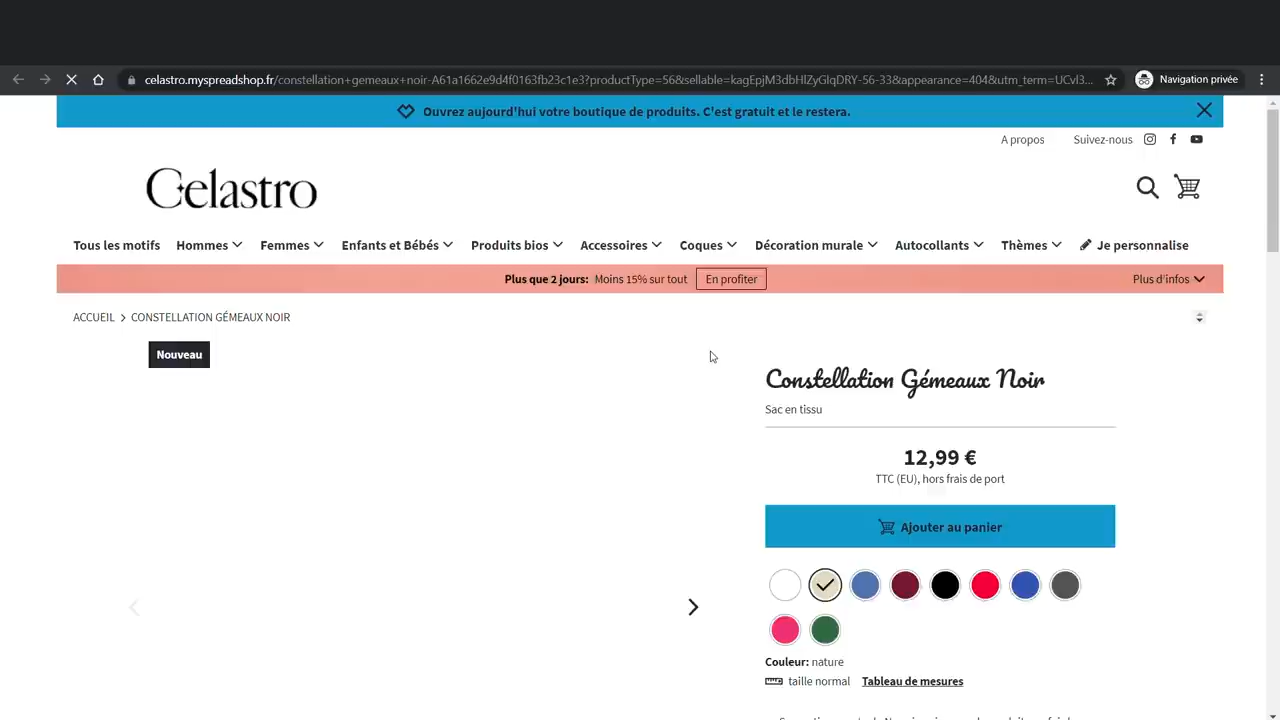 celastro.myspreadshop.fr/constellation+gemeaux+noir-A61a1662e9d4f0163fb23c1e3?productType=56&sellable=kagEpjM3dbHlZyGlqDRY-56-33&appearance=404&utm_term=UCvl3...
Navigation privée
Ouvrez aujourd'hui votre boutique de produits. C'est gratuit et le restera.
A propos Suivez-nous
Celastro
Tous les motifs Hommes Femmes Enfants et Bébés Produits bios Accessoires Coques Décoration murale Autocollants Thèmes Je personnalise
Plus que 2 jours: Moins 15% sur tout En profiter Plus d'infos
ACCUEIL > CONSTELLATION GÉMEAUX NOIR
Nouveau
Constellation Gémeaux Noir
Sac en tissu
12,99 €
TTC (EU), hors frais de port
Ajouter au panier
Couleur: nature
taille normal Tableau de mesures